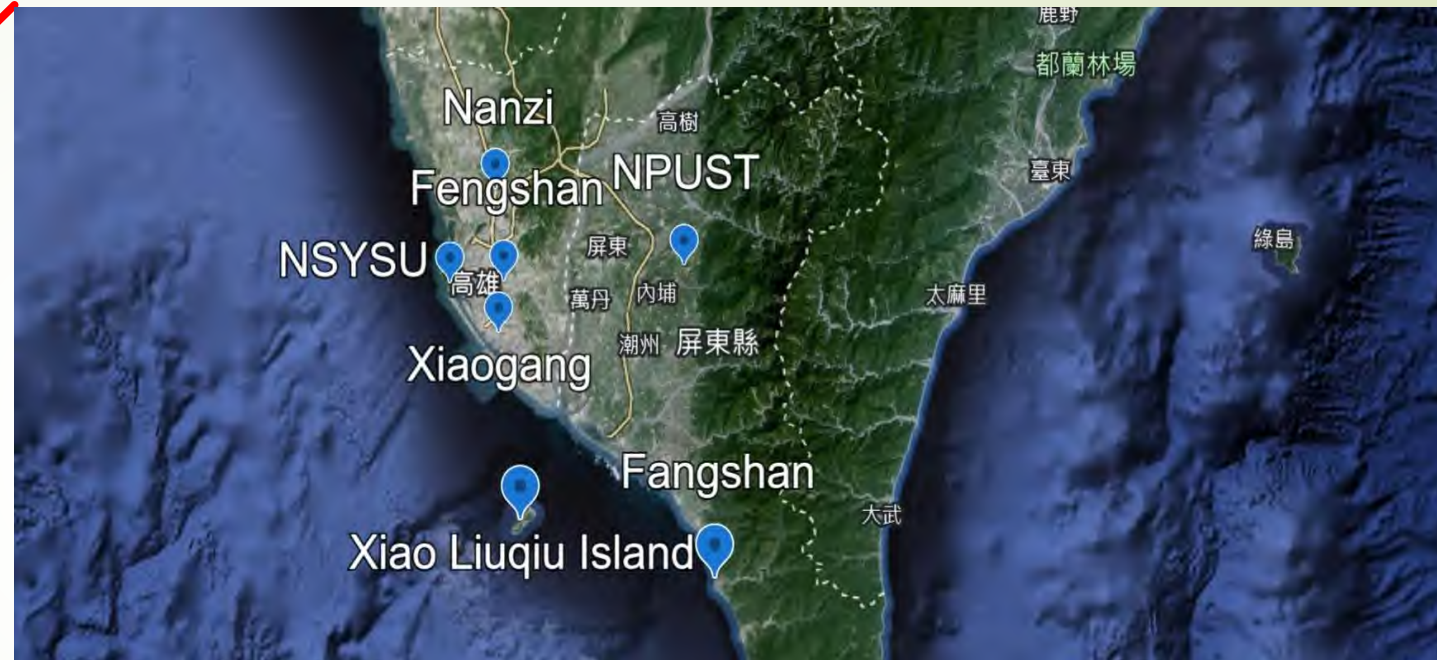 鹿野
都蘭林場
Nanzi
高樹
NPUST
臺東
Fengshan
屏東
綠島
NSYSU
高雄
萬丹
內埔
太麻里
潮州
屏東縣
Xiaogang
Fangshan
大武
Xiao Liuqiu Island